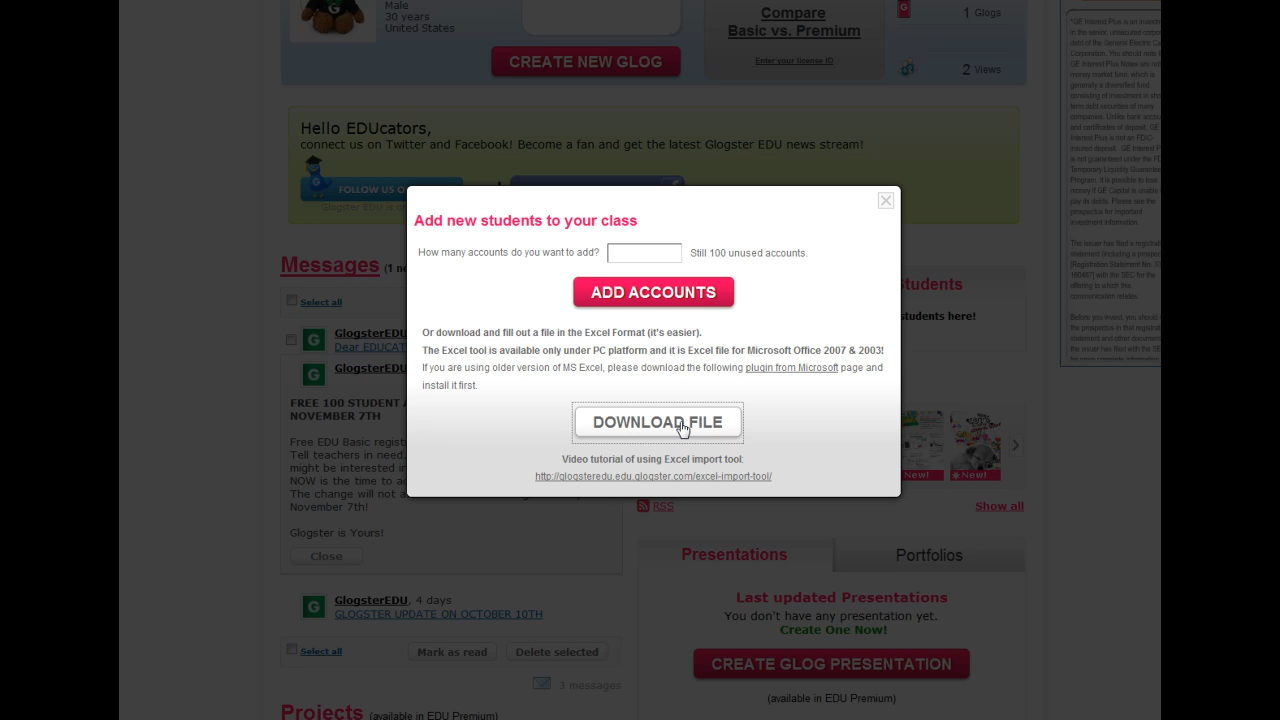 Male
30 years
United States
CREATE NEW GLOG
Compare
Basic vs. Premium
Enter your license ID
1 Glogs
2 Views
Hello EDUcators,
connect us on Twitter and Facebook! Become a fan and get the latest Glogster EDU news stream!
FOLLOW US O
Add new students to your class
How many accounts do you want to add?
Still 100 unused accounts.
ADD ACCOUNTS
Or download and fill out a file in the Excel Format (it's easier).
The Excel tool is available only under PC platform and it is Excel file for Microsoft Office 2007 & 2003!
If you are using older version of MS Excel, please download the following plugin from Microsoft page and
install it first.
DOWNLOAD FILE
Video tutorial of using Excel import tool:
http://glogsteredu.edu.glogster.com/excel-import-tool/
Messages (1 ne
Select all
GlogsterEDU
Dear EDUCAT
GlogsterEDU
FREE 100 STUDENT A
NOVEMBER 7TH
Free EDU Basic regist
Tell teachers in need.
might be interested i
NOW is the time to a
The change will not a
November 7th!
Glogster is Yours!
Close
GlogsterEDU, 4 days
GLOGSTER UPDATE ON OCTOBER 10TH
Select all
Mark as read
Delete selected
3 messages
Projects (available in EDU Premium)
tudents
students here!
New!
New!
RSS
Show all
Presentations
Portfolios
Last updated Presentations
You don't have any presentation yet.
Create One Now!
CREATE GLOG PRESENTATION
(available in EDU Premium)